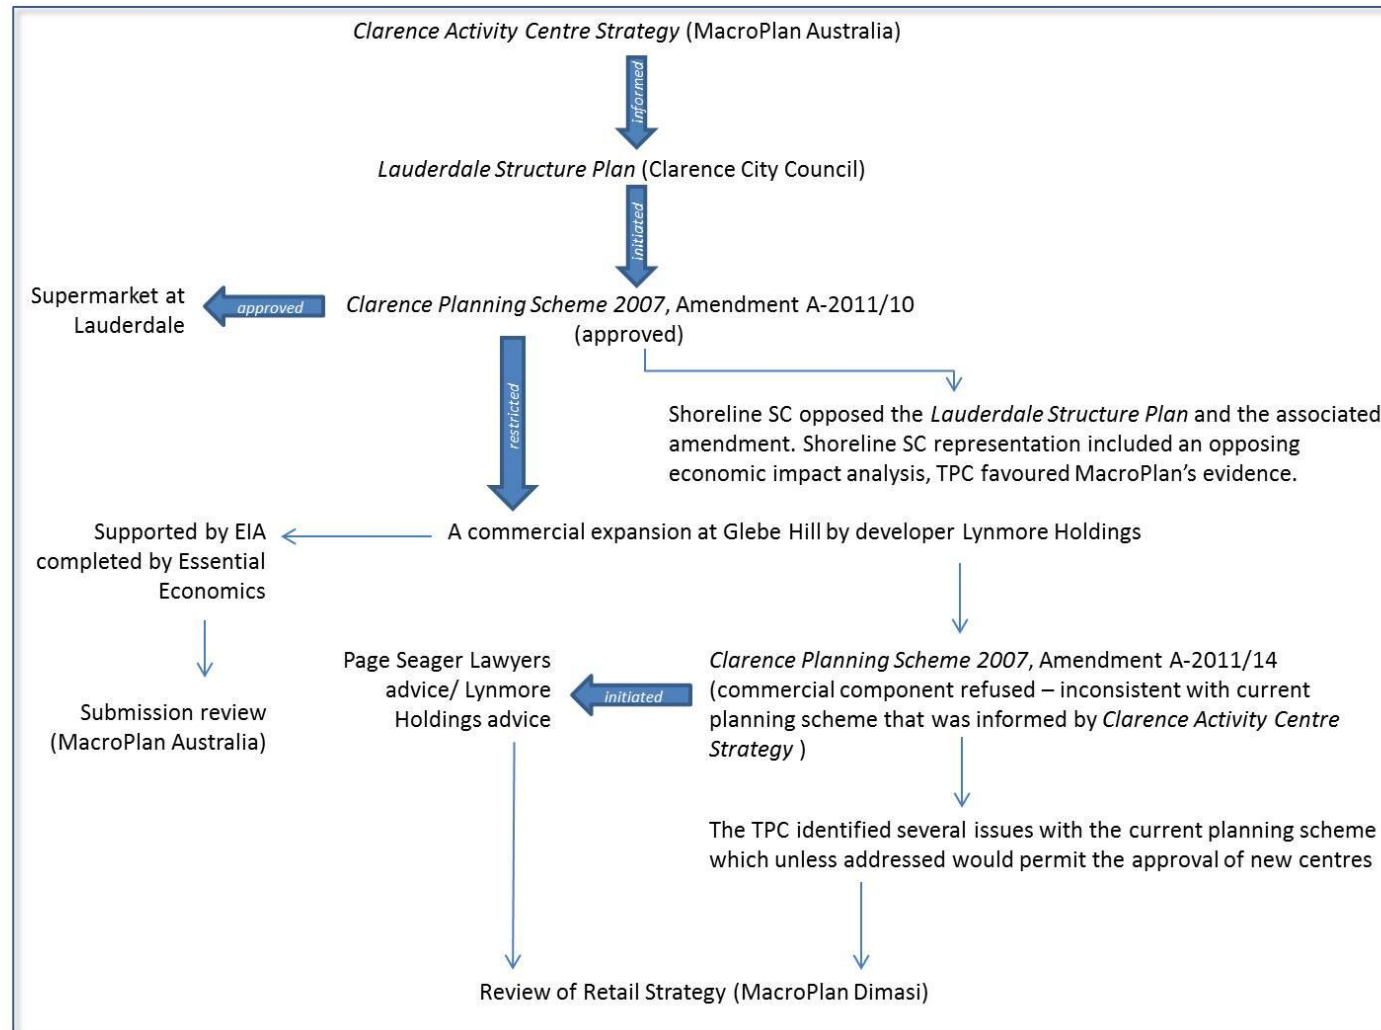 Clarence Activity Centre Strategy (MacroPlan Australia)
informed
Lauderdale Structure Plan (Clarence City Council)
initiated
Supermarket at
Lauderdale
approved
Clarence Planning Scheme 2007, Amendment A-2011/10
(approved)
restricted
Shoreline SC opposed the Lauderdale Structure Plan and the associated
amendment. Shoreline SC representation included an opposing
economic impact analysis, TPC favoured MacroPlan's evidence.
A commercial expansion at Glebe Hill by developer Lynmore Holdings
Supported by EIA
completed by Essential
Economics
Submission review
(MacroPlan Australia)
Page Seager Lawyers
advice/ Lynmore
Holdings advice
initiated
Clarence Planning Scheme 2007, Amendment A-2011/14
(commercial component refused – inconsistent with current
planning scheme that was informed by Clarence Activity Centre
Strategy )
The TPC identified several issues with the current planning scheme
which unless addressed would permit the approval of new centres
Review of Retail Strategy (MacroPlan Dimasi)